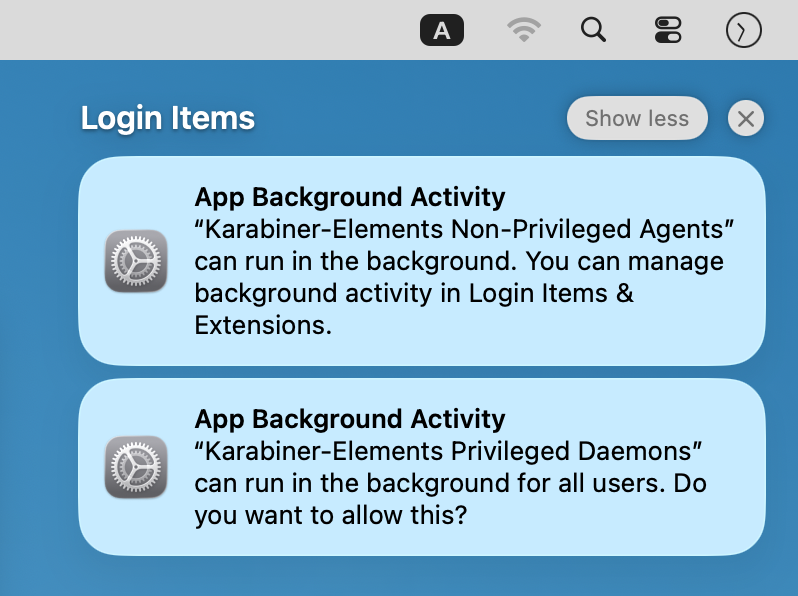 A
Login Items
Show less
App Background Activity
“Karabiner-Elements Non-Privileged Agents”
can run in the background. You can manage
background activity in Login Items &
Extensions.
App Background Activity
“Karabiner-Elements Privileged Daemons”
can run in the background for all users. Do
you want to allow this?